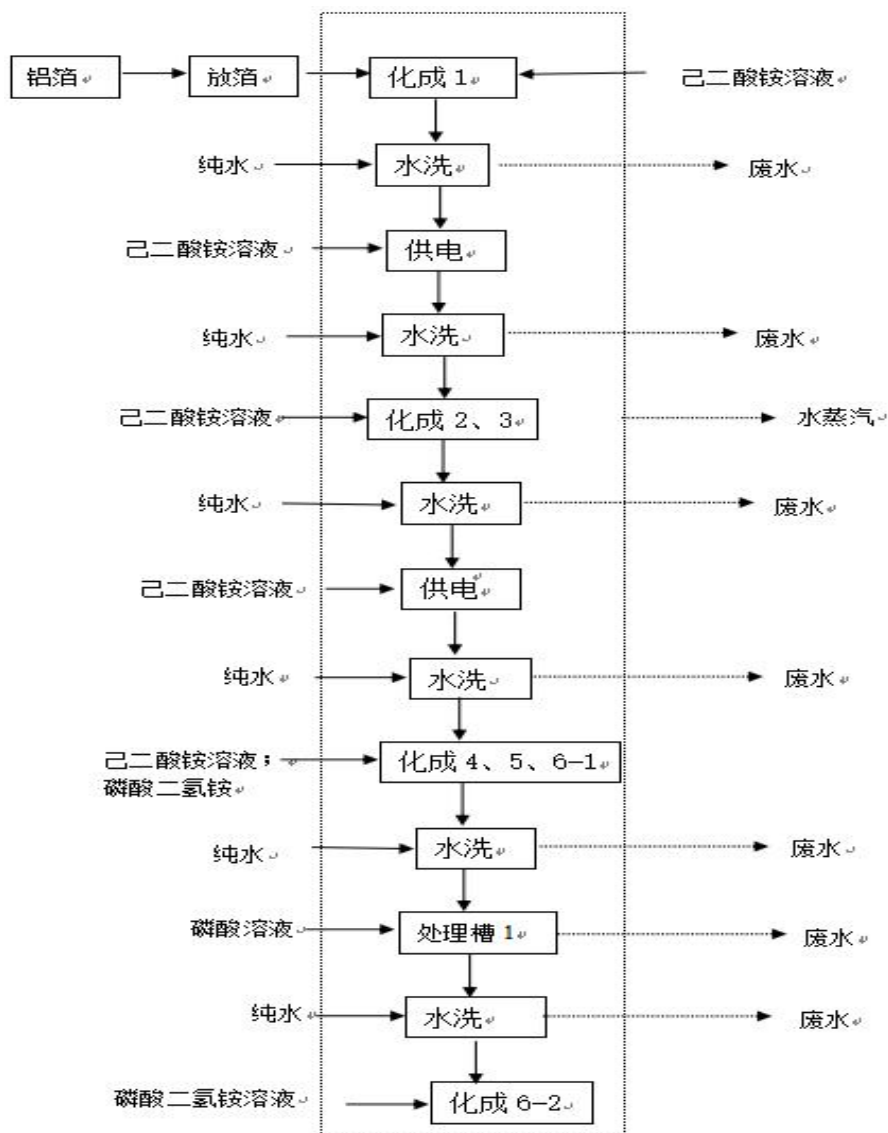 铝箔
放箔
化成1
己二酸铵溶液
纯水
水洗
废水
己二酸铵溶液
供电
纯水
水洗
废水
己二酸铵溶液
化成2、3
水蒸汽
纯水
水洗
废水
己二酸铵溶液
供电
纯水
水洗
废水
己二酸铵溶液；
磷酸二氢铵
化成4、5、6-1
纯水
水洗
废水
磷酸溶液
处理槽1
废水
纯水
水洗
废水
磷酸二氢铵溶液
化成6-2